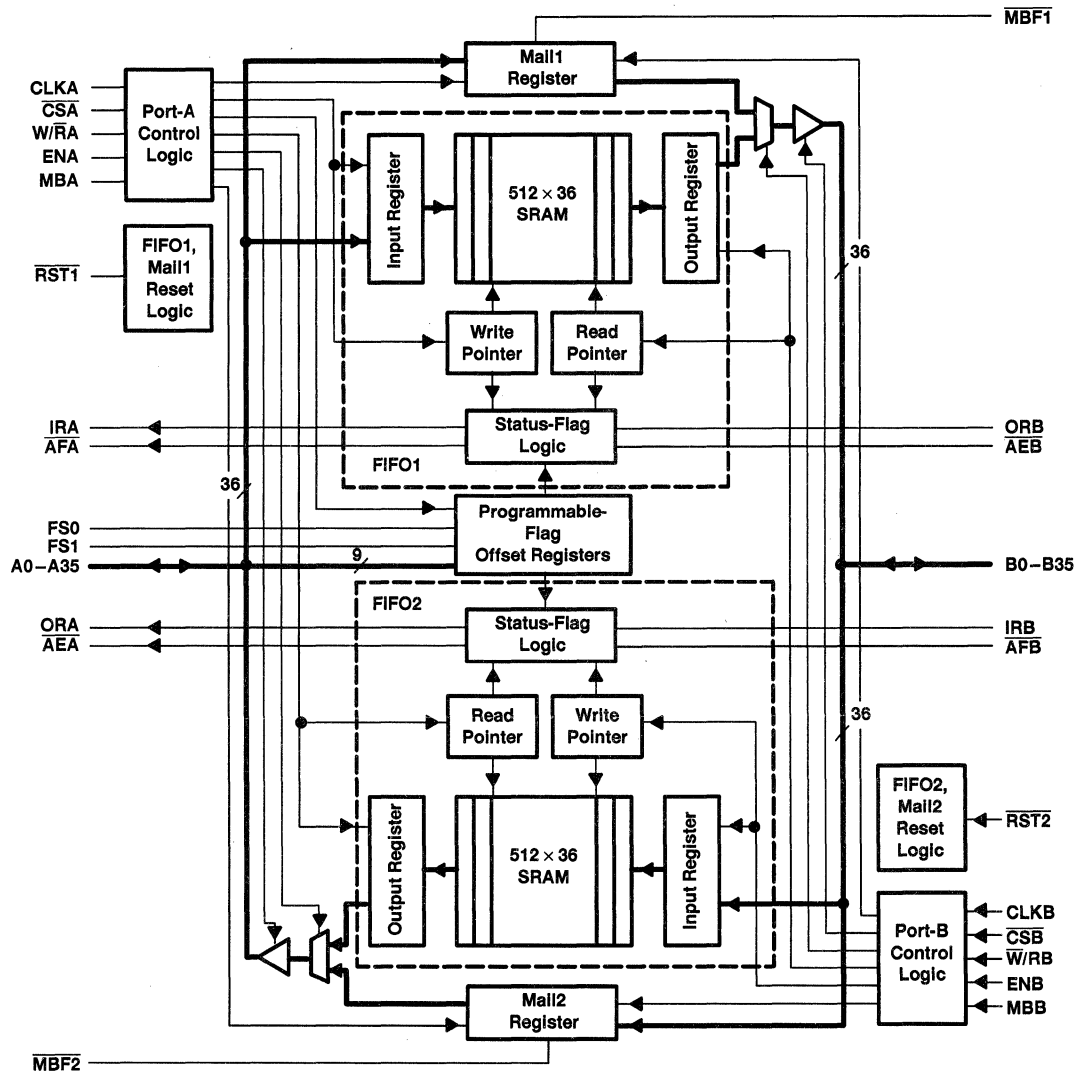 MBF1
Mail1
Register
CLKA
CSA
W/RA
ENA
MBA
Port-A
Control
Logic
Input Register
512 × 36
SRAM
Output Register
36
RST1
FIFO1,
Mail1
Reset
Logic
Write
Pointer
Read
Pointer
IRA
AFA
Status-Flag
Logic
ORB
AEB
FIFO1
36
FS0
FS1
A0–A35
9
Programmable-
Flag
Offset Registers
B0–B35
FIFO2
ORA
AEA
Status-Flag
Logic
IRB
AFB
Read
Pointer
Write
Pointer
36
Output Register
512 × 36
SRAM
Input Register
FIFO2,
Mail2
Reset
Logic
RST2
Port-B
Control
Logic
CLKB
CSB
W/RB
ENB
MBB
Mail2
Register
MBF2